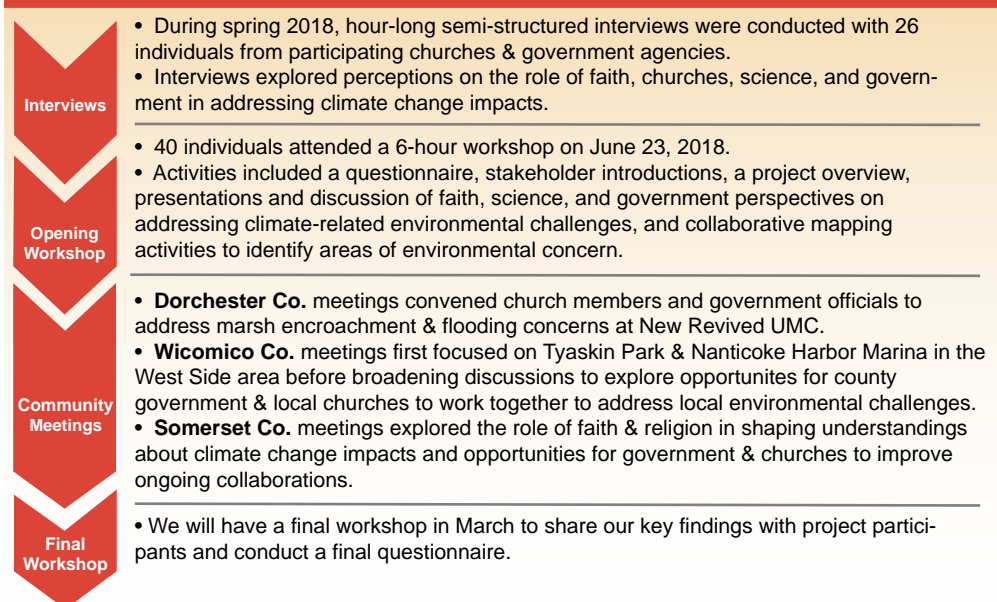 Interviews
• During spring 2018, hour-long semi-structured interviews were conducted with 26
individuals from participating churches & government agencies.
• Interviews explored perceptions on the role of faith, churches, science, and govern-
ment in addressing climate change impacts.
Opening
Workshop
• 40 individuals attended a 6-hour workshop on June 23, 2018.
• Activities included a questionnaire, stakeholder introductions, a project overview,
presentations and discussion of faith, science, and government perspectives on
addressing climate-related environmental challenges, and collaborative mapping
activities to identify areas of environmental concern.
Community
Meetings
• Dorchester Co. meetings convened church members and government officials to
address marsh encroachment & flooding concerns at New Revived UMC.
• Wicomico Co. meetings first focused on Tyaskin Park & Nanticoke Harbor Marina in the
West Side area before broadening discussions to explore opportunites for county
government & local churches to work together to address local environmental challenges.
• Somerset Co. meetings explored the role of faith & religion in shaping understandings
about climate change impacts and opportunities for government & churches to improve
ongoing collaborations.
Final
Workshop
• We will have a final workshop in March to share our key findings with project partici-
pants and conduct a final questionnaire.